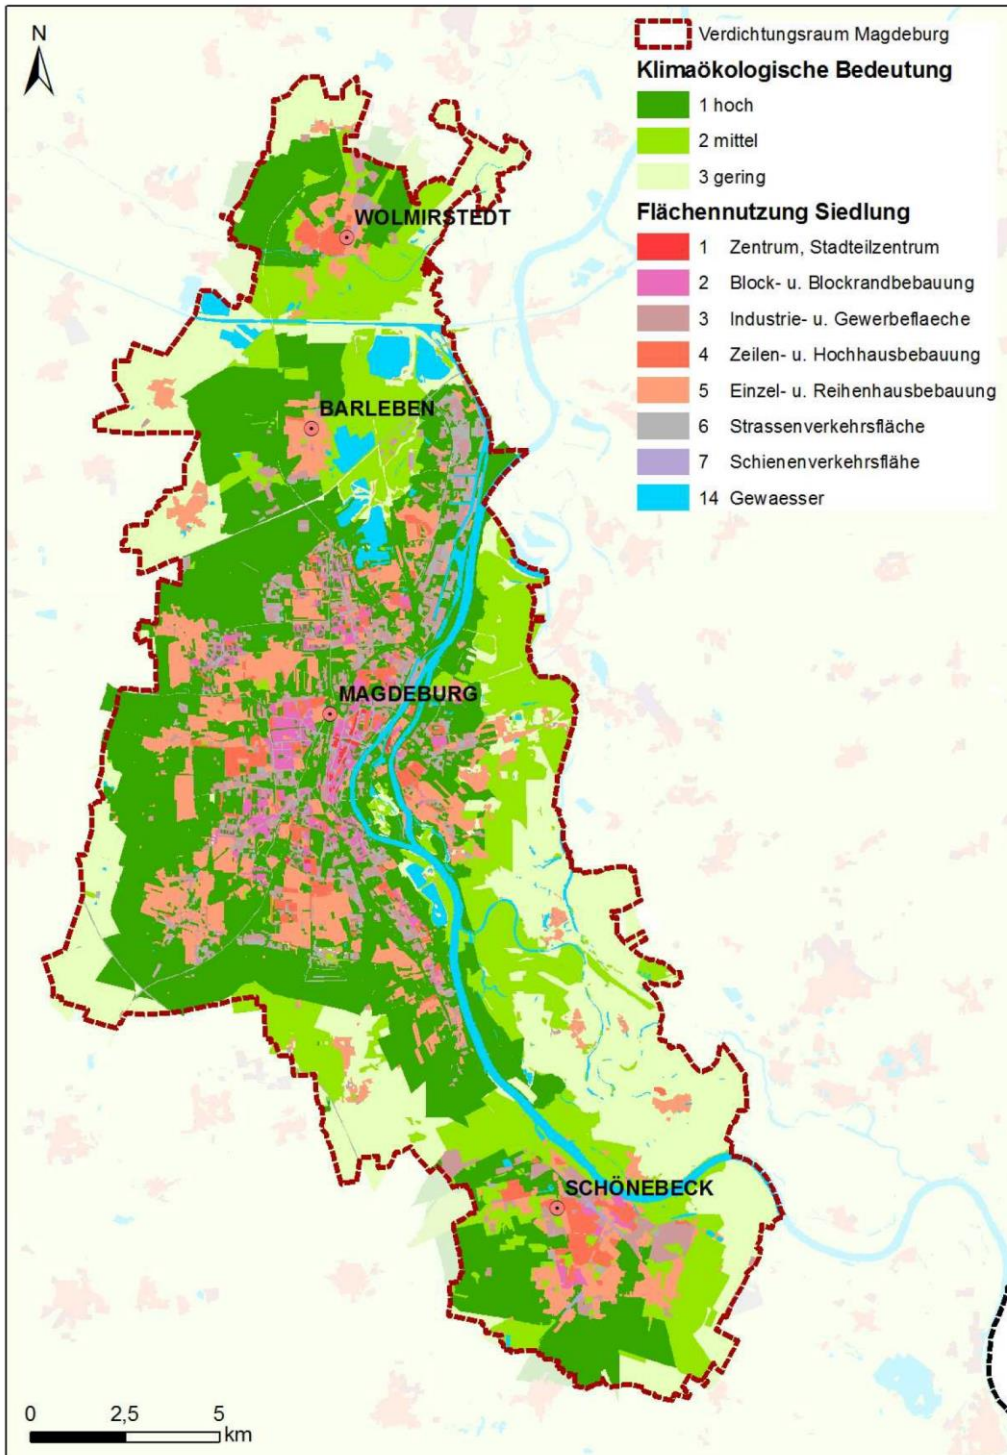 N
Verdichtungsraum Magdeburg
Klimaökologische Bedeutung
1 hoch
2 mittel
3 gering
Flächennutzung Siedlung
1 Zentrum, Stadteilzentrum
2 Block- u. Blockrandbebauung
3 Industrie- u. Gewerbeflaeche
4 Zeilen- u. Hochhausbebauung
5 Einzel- u. Reihenhausbebauung
6 Strassenverkehrsfläche
7 Schienenverkehrsflähe
14 Gewaesser
WOLMIRSTEDT
BARLEBEN
MAGDEBURG
SCHÖNEBECK
0 2,5 5
km